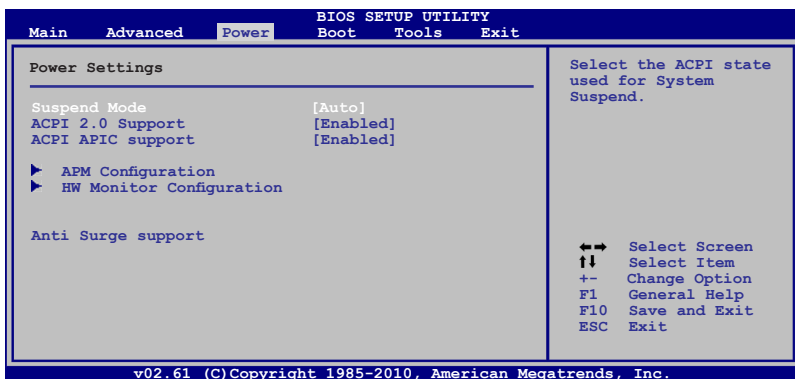 BIOS SETUP UTILITY
Main Advanced Power Boot Tools Exit
Power Settings
Suspend Mode [Auto]
ACPI 2.0 Support [Enabled]
ACPI APIC support [Enabled]
APM Configuration
HW Monitor Configuration
Anti Surge support
Select the ACPI state
used for System
Suspend.
Select Screen
Select Item
+- Change Option
F1 General Help
F10 Save and Exit
ESC Exit
v02.61 (C)Copyright 1985-2010, American Megatrends, Inc.